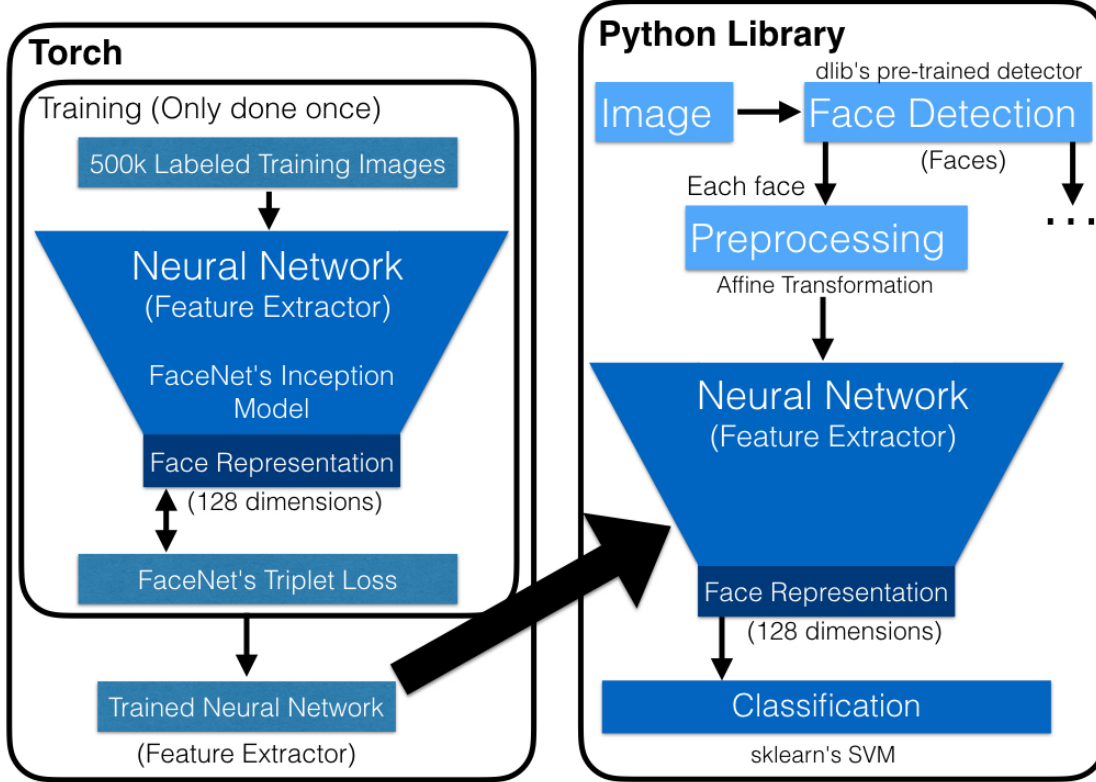 Torch
Training (Only done once)
500k Labeled Training Images
Neural Network
(Feature Extractor)
FaceNet's Inception
Model
Face Representation
(128 dimensions)
FaceNet's Triplet Loss
Trained Neural Network
(Feature Extractor)
Python Library
dlib's pre-trained detector
Image
Face Detection
(Faces)
Each face
...
Preprocessing
Affine Transformation
Neural Network
(Feature Extractor)
Face Representation
(128 dimensions)
Classification
sklearn's SVM